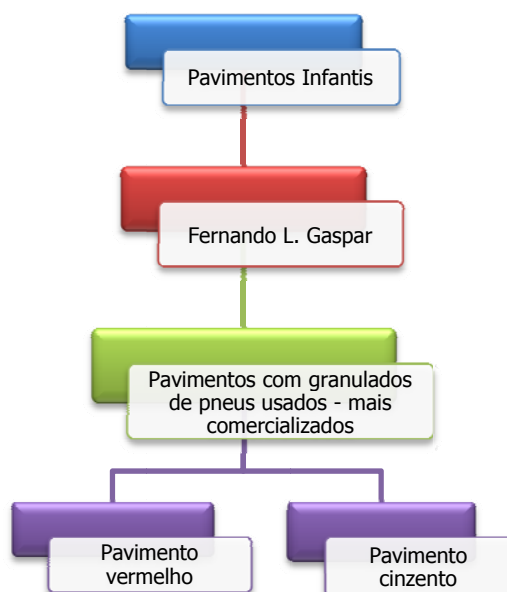 Pavimentos Infantis
Fernando L. Gaspar
Pavimentos com granulados
de pneus usados - mais
comercializados
Pavimento
vermelho
Pavimento
cinzento